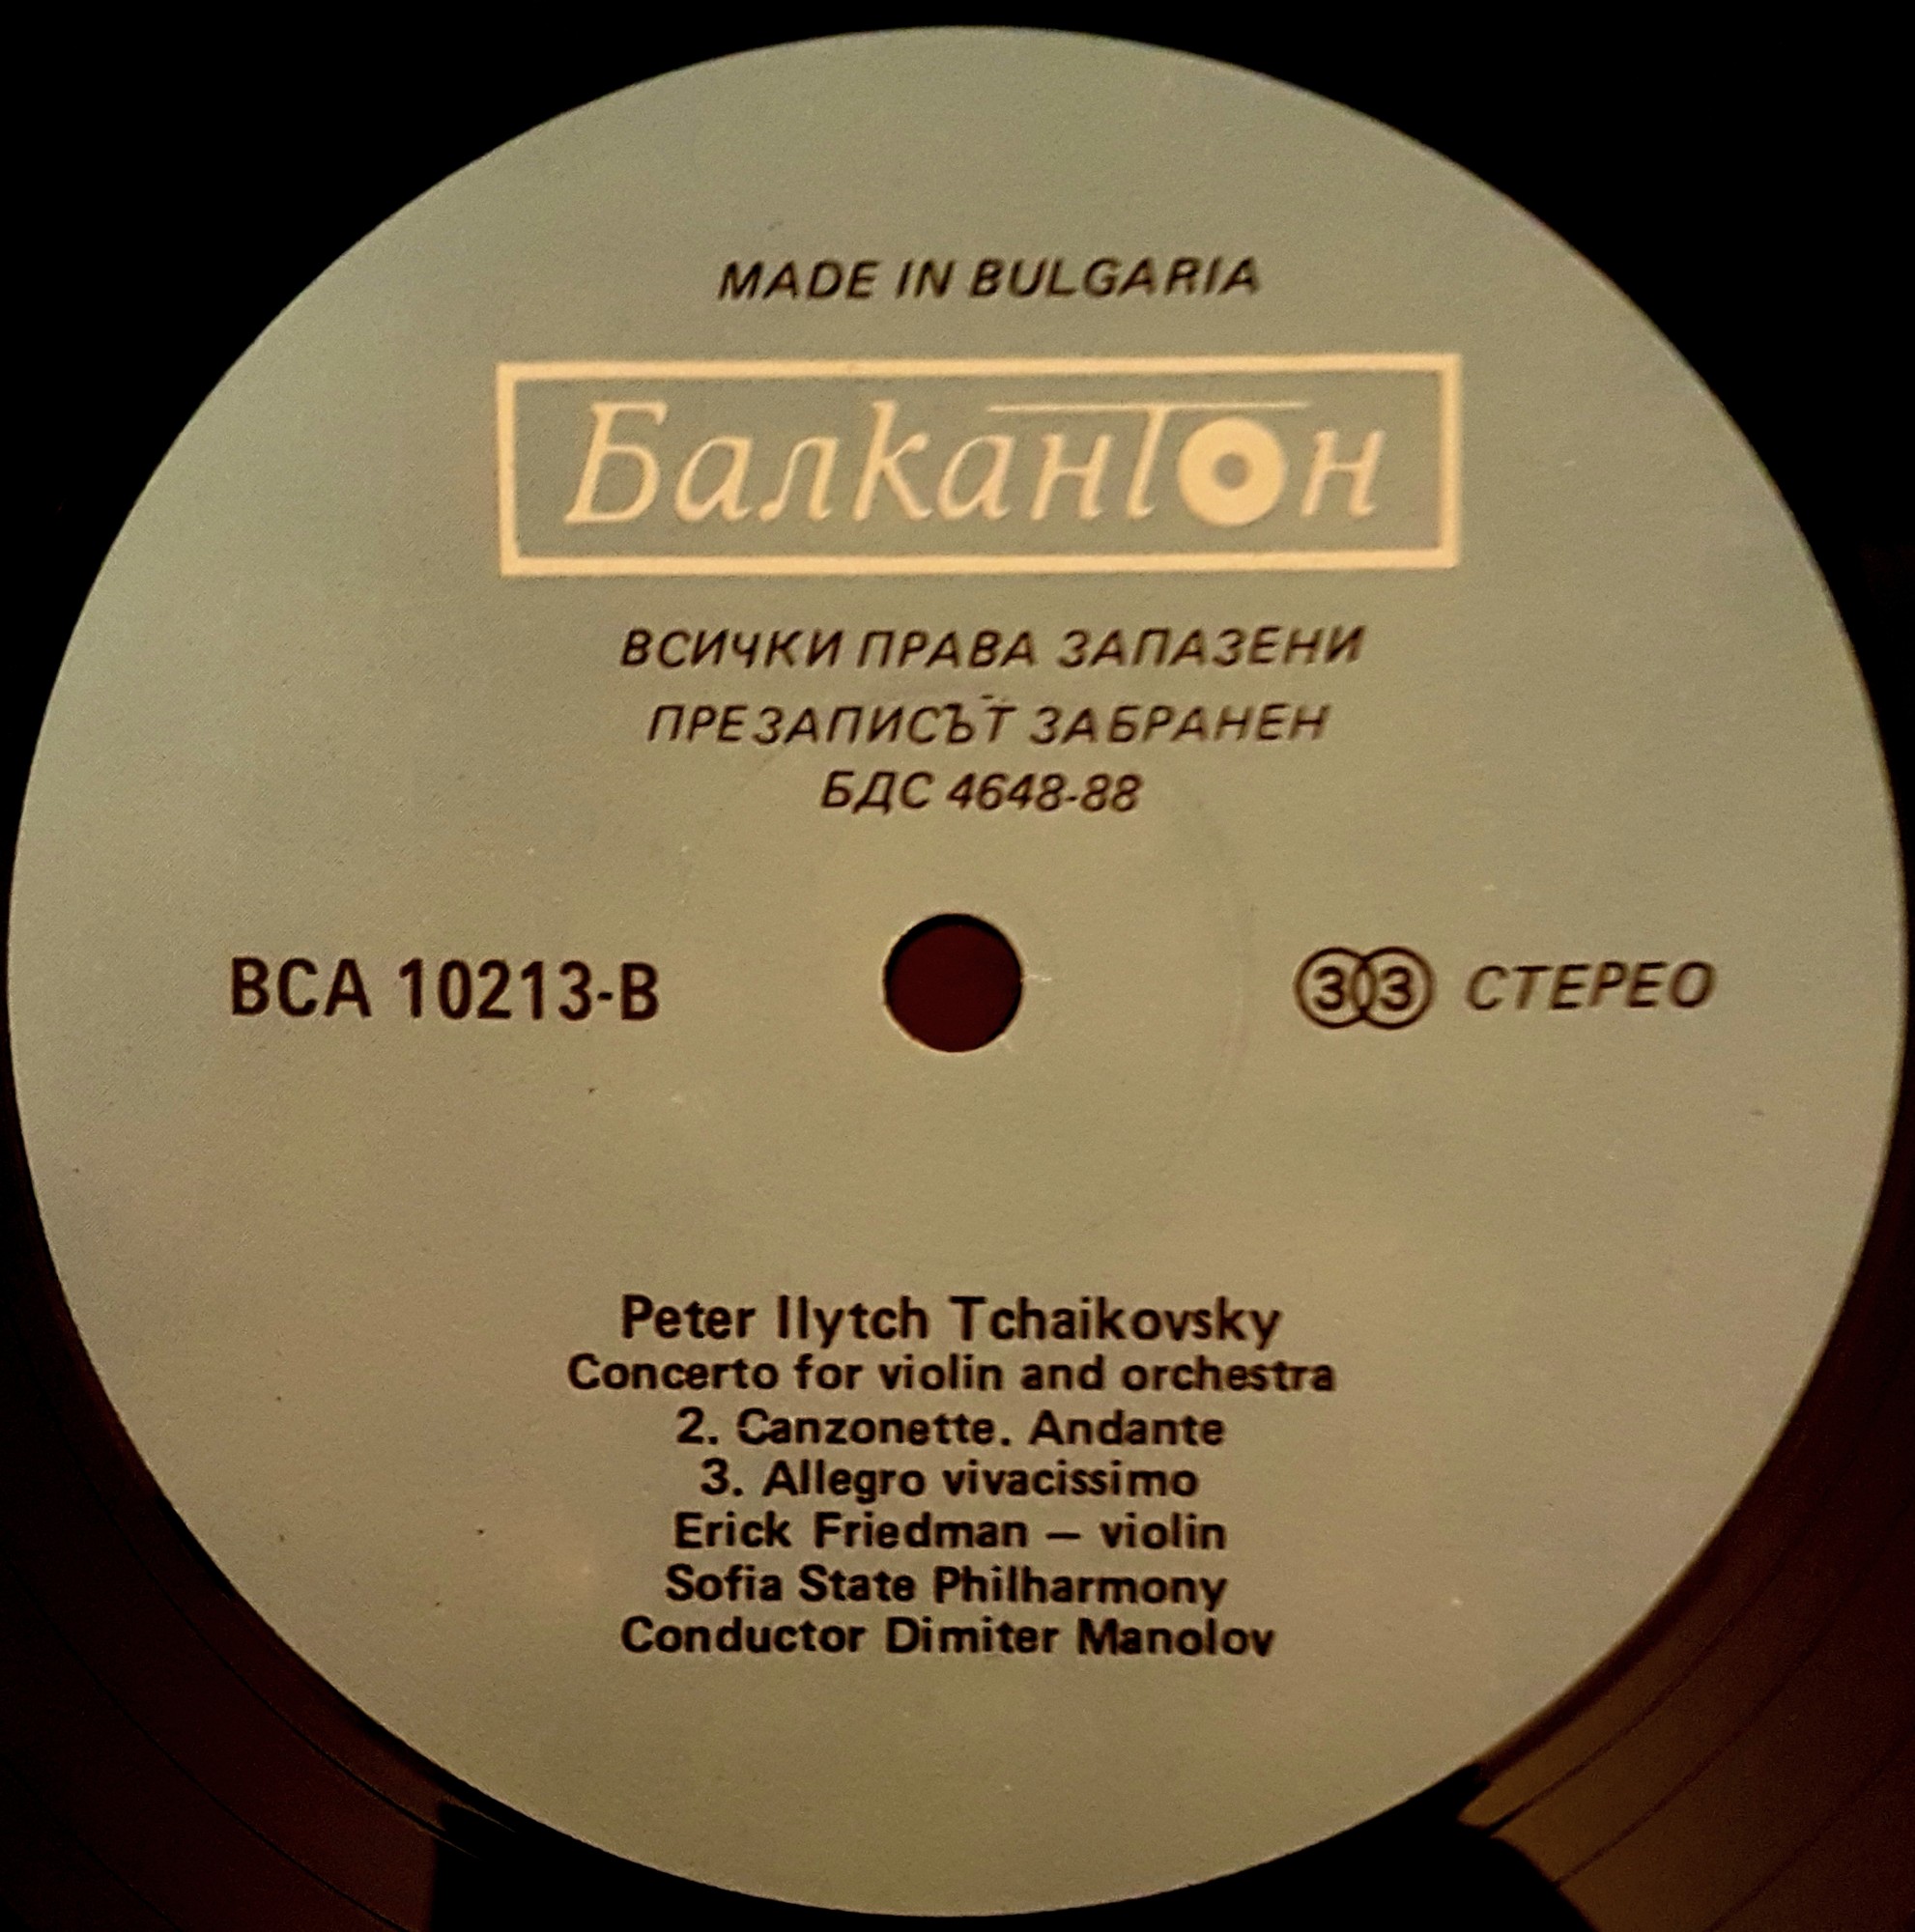 MADE IN BULGARIA
Балкантон
ВСИЧКИ ПРАВА ЗАПАЗЕНИ
ПРЕЗАПИСЪТ ЗАБРАНЕН
БДС 4648-88
ВСА 10213-В
33 СТЕРЕО
Peter Ilytch Tchaikovsky
Concerto for violin and orchestra
2. Canzonette. Andante
3. Allegro vivacissimo
Erick Friedman — violin
Sofia State Philharmony
Conductor Dimiter Manolov